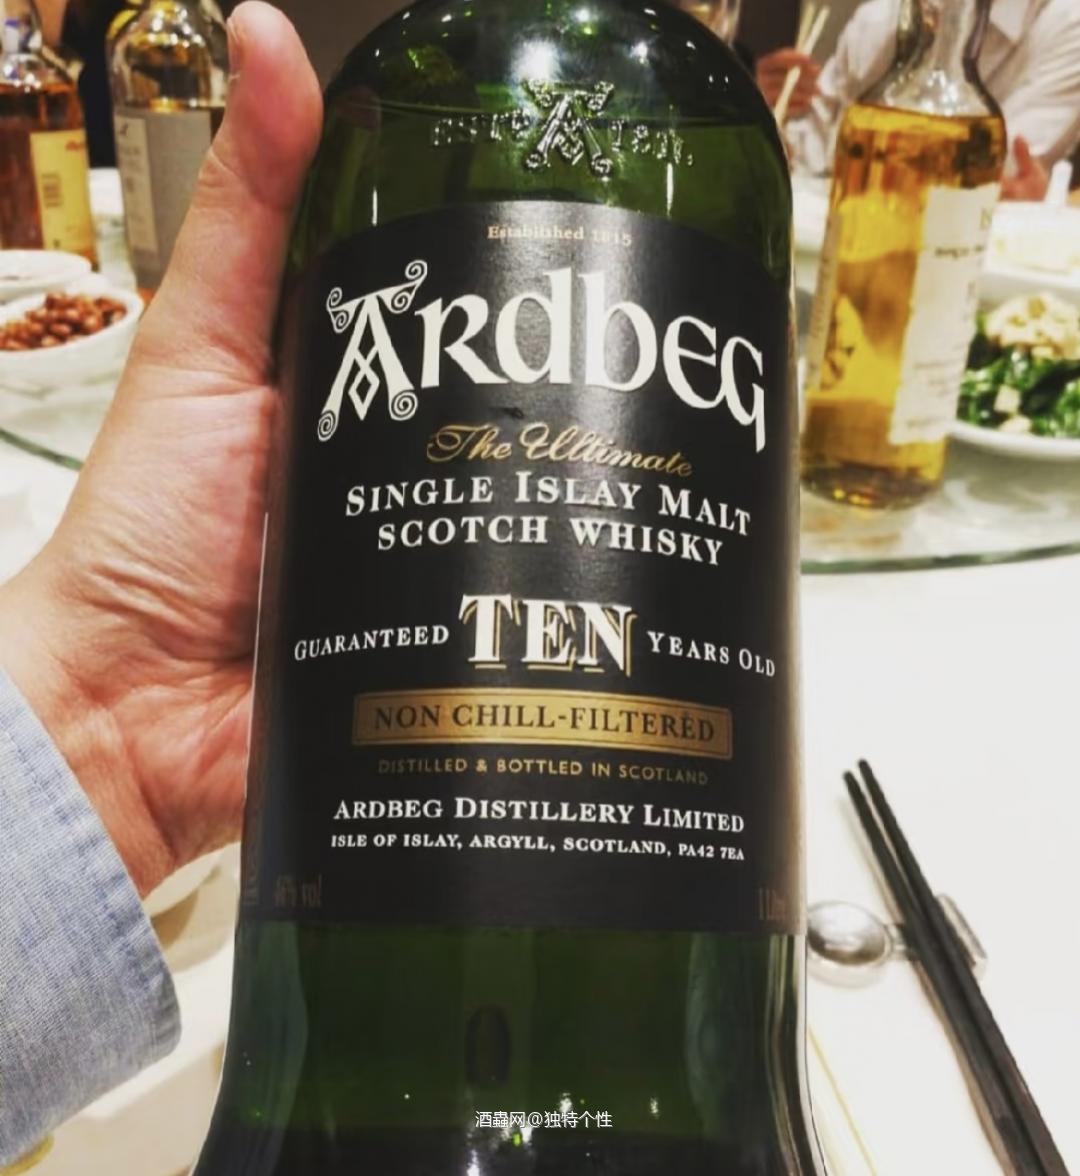 Established 1815
ARdbEG
The Ultimate
SINGLE ISLAY MALT
SCOTCH WHISKY
GUARANTEED TEN YEARS OLD
NON CHILL-FILTERED
DISTILLED & BOTTLED IN SCOTLAND
ARDBEG DISTILLERY LIMITED
ISLE OF ISLAY, ARGYLL, SCOTLAND, PA42 7EA
46% vol
酒蟲网@独特个性